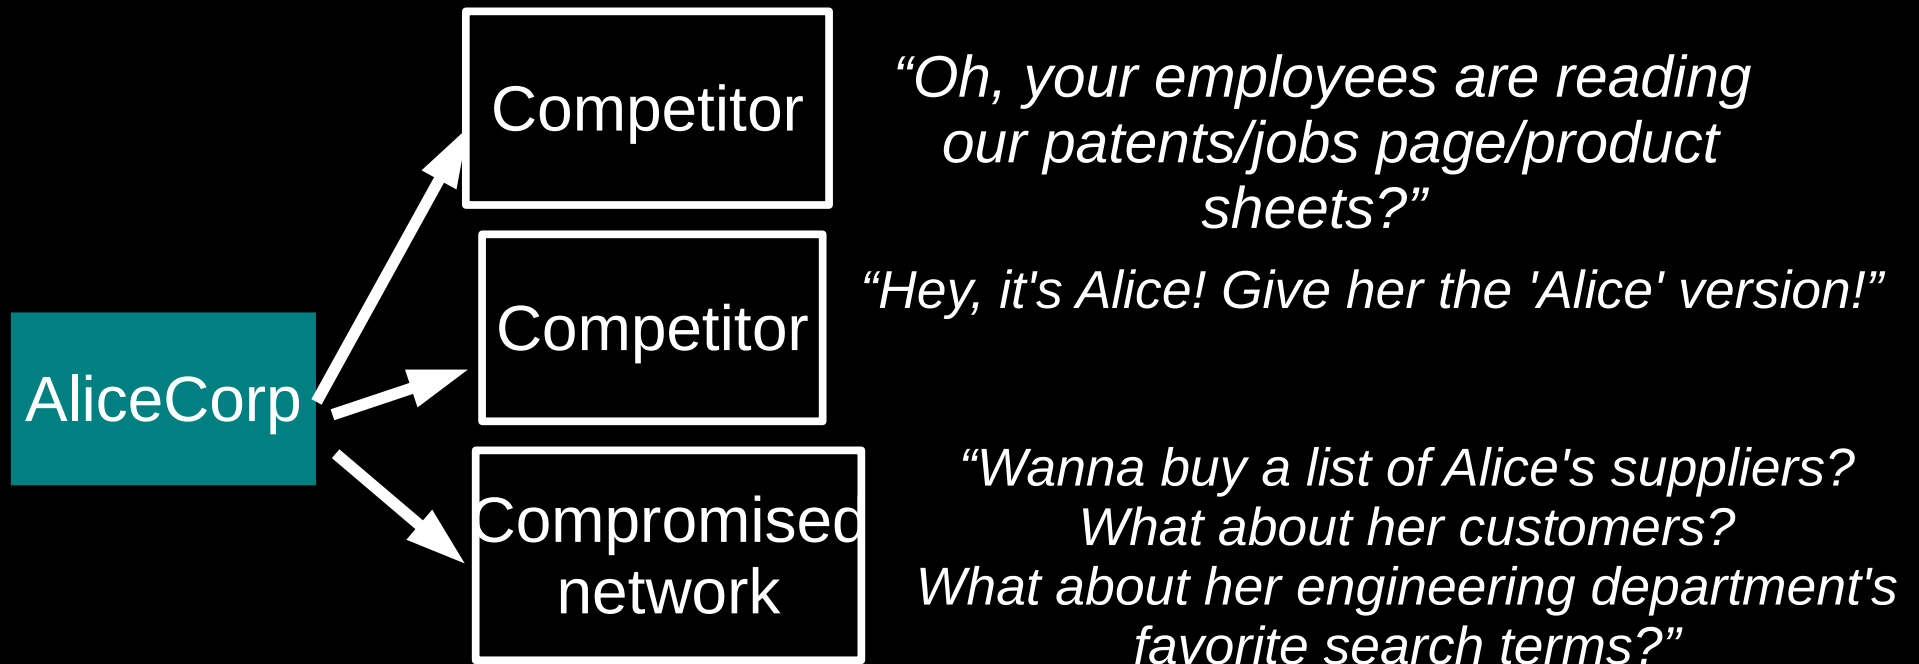 Competitor
“Oh, your employees are reading
our patents/jobs page/product
sheets?”
Competitor
“Hey, it's Alice! Give her the 'Alice' version!”
AliceCorp
Compromised
network
“Wanna buy a list of Alice's suppliers?
What about her customers?
What about her engineering department's
favorite search terms?”